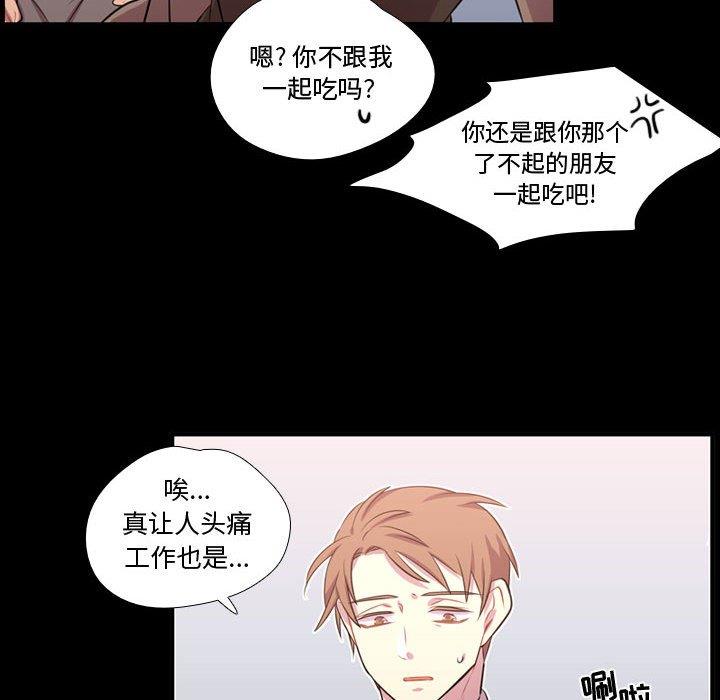 嗯? 你不跟我
一起吃吗?
你还是跟你那个
了不起的朋友
一起吃吧!
唉...
真让人头痛
工作也是...
唰啦